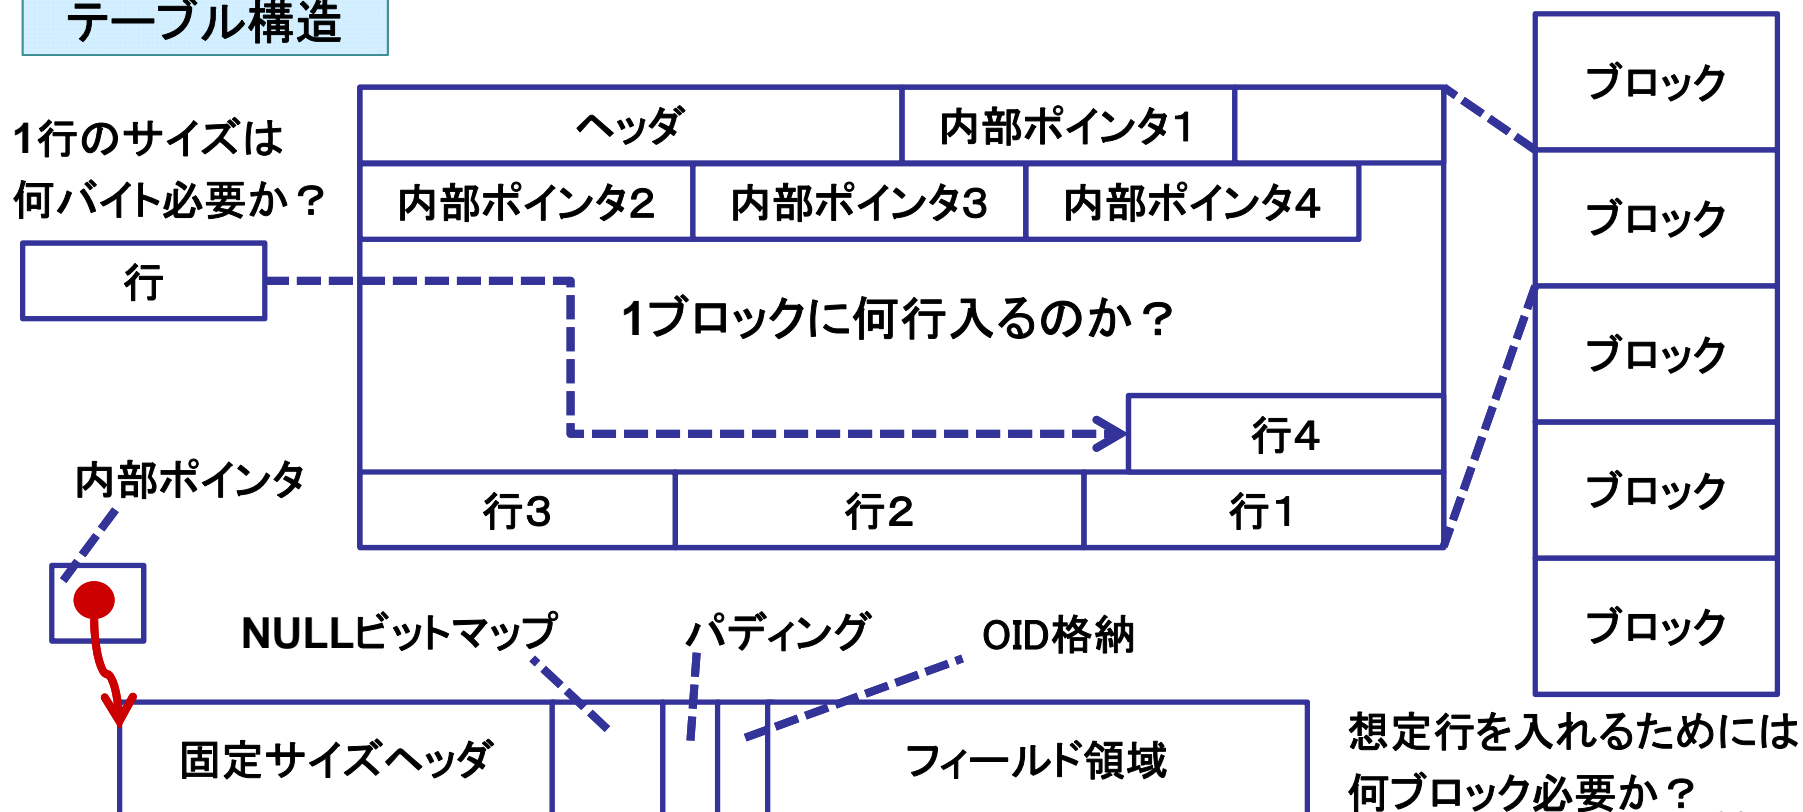 テーブル構造
1行のサイズは
何バイト必要か？
行
ヘッダ
内部ポインタ1
内部ポインタ2
内部ポインタ3
内部ポインタ4
1ブロックに何行入るのか？
行4
行3
行2
行1
ブロック
ブロック
ブロック
ブロック
ブロック
内部ポインタ
NULLビットマップ
パディング
OID格納
固定サイズヘッダ
フィールド領域
想定行を入れるためには
何ブロック必要か？